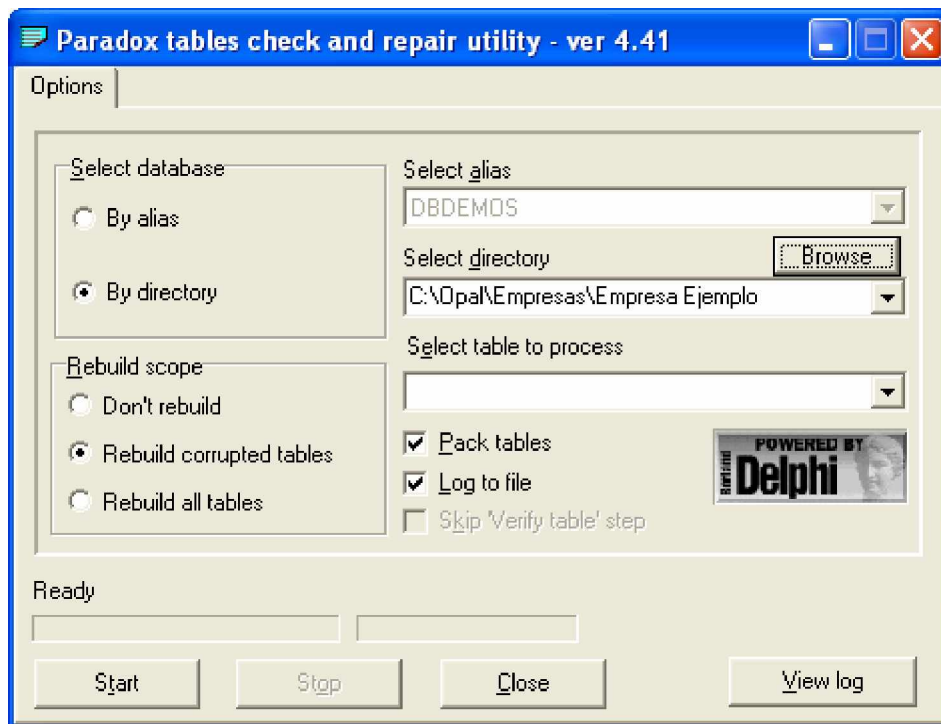 Paradox tables check and repair utility - ver 4.41
Options
Select database
By alias
By directory
Select alias
DBDEMOS
Select directory
Browse
C:\Opal\Empresas\Empresa Ejemplo
Select table to process
Rebuild scope
Don't rebuild
Rebuild corrupted tables
Rebuild all tables
Pack tables
Log to file
Skip 'Verify table' step
POWERED BY
Borland
Delphi
Ready
Start
Stop
Close
View log